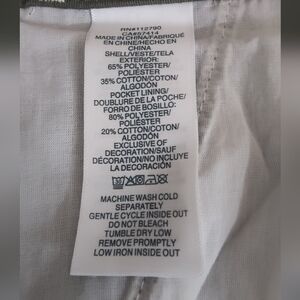 RN#112790
CA#67414
MADE IN CHINA/FABRIQUÉ
EN CHINE/HECHO EN
CHINA
SHELL/VESTE/TELA
EXTERIOR:
65% POLYESTER/
POLIÉSTER
35% COTTON/COTON/
ALGODÓN
POCKET LINING/
DOUBLURE DE LA POCHE/
FORRO DE BOSILLO:
80% POLYESTER/
POLIÉSTER
20% COTTON/COTON/
ALGODÓN
EXCLUSIVE OF
DECORATION/SAUF
DÉCORATION/NO INCLUYE
LA DECORACIÓN
MACHINE WASH COLD
SEPARATELY
GENTLE CYCLE INSIDE OUT
DO NOT BLEACH
TUMBLE DRY LOW
REMOVE PROMPTLY
LOW IRON INSIDE OUT